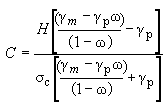 C = H[(γm − γpω)/(1 − ω) − γp] / σc[(γm − γpω)/(1 − ω) + γp]